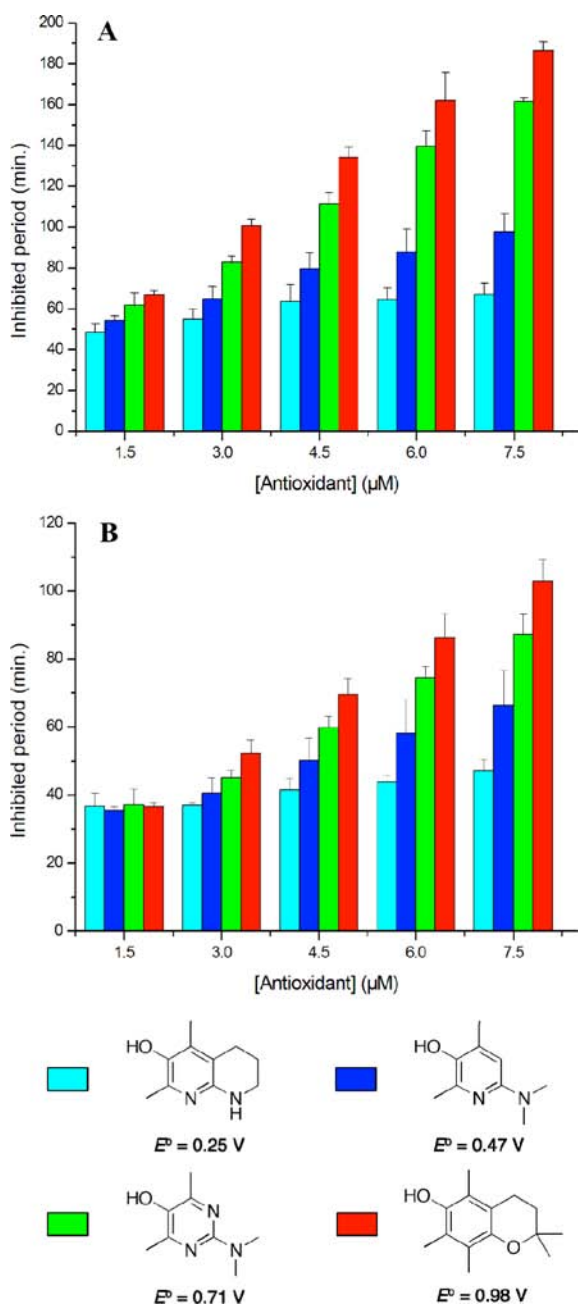 A
Inhibited period (min.)
200
180
160
140
120
100
80
60
40
20
0
1.5 3.0 4.5 6.0 7.5
[Antioxidant] (µM)
B
Inhibited period (min.)
120
100
80
60
40
20
0
1.5 3.0 4.5 6.0 7.5
[Antioxidant] (µM)
HO N N H
E° = 0.25 V
HO N N
E° = 0.47 V
HO N N N
E° = 0.71 V
HO O
E° = 0.98 V